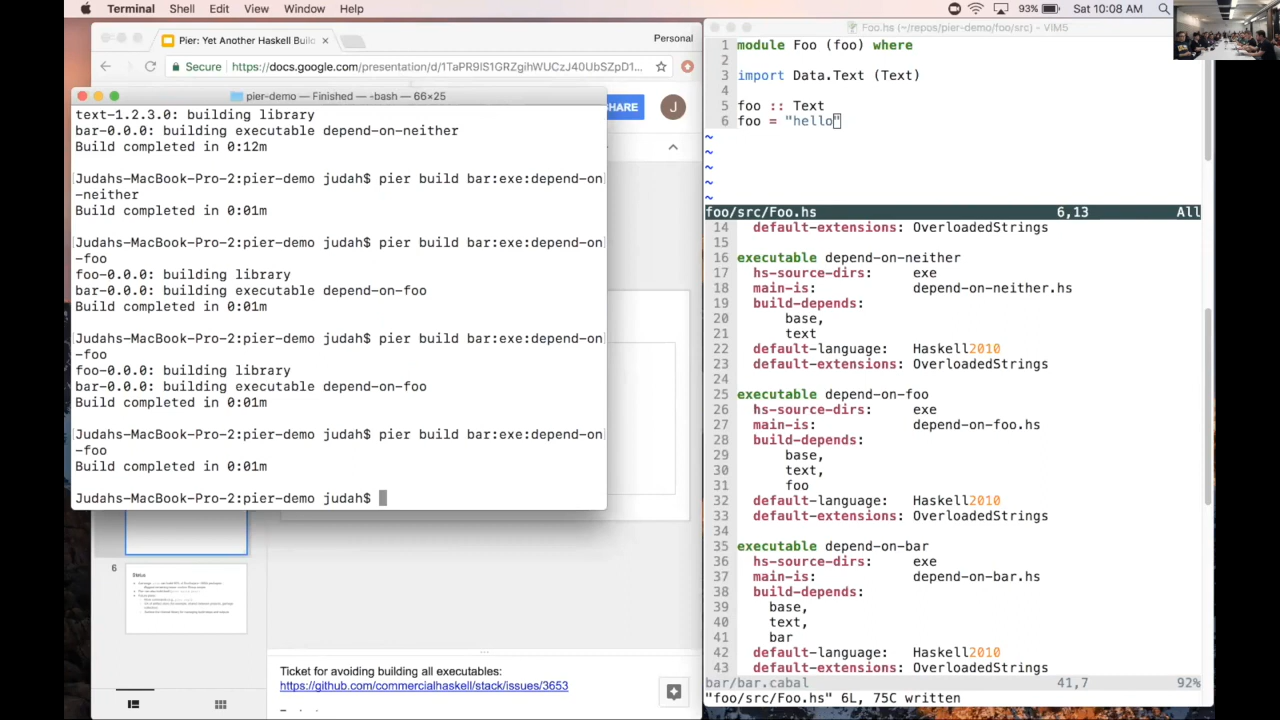 Terminal Shell Edit View Window Help
93% Sat 10:08 AM
Pier: Yet Another Haskell Build
Personal
Secure https://docs.google.com/presentation/d/1TaPR9IS1GRZgihWUCzJ40UbSZpD1...
SHARE J
pier-demo — Finished — -bash — 66×25
text-1.2.3.0: building library
bar-0.0.0: building executable depend-on-neither
Build completed in 0:12m
Judahs-MacBook-Pro-2:pier-demo judah$ pier build bar:exe:depend-on
-neither
Build completed in 0:01m
Judahs-MacBook-Pro-2:pier-demo judah$ pier build bar:exe:depend-on
-foo
foo-0.0.0: building library
bar-0.0.0: building executable depend-on-foo
Build completed in 0:01m
Judahs-MacBook-Pro-2:pier-demo judah$ pier build bar:exe:depend-on
-foo
foo-0.0.0: building library
bar-0.0.0: building executable depend-on-foo
Build completed in 0:01m
Judahs-MacBook-Pro-2:pier-demo judah$ pier build bar:exe:depend-on
-foo
Build completed in 0:01m
Judahs-MacBook-Pro-2:pier-demo judah$
6
Status
Ticket for avoiding building all executables:
https://github.com/commercialhaskell/stack/issues/3653
Foo.hs (~/repos/pier-demo/foo/src) - VIM5
1 module Foo (foo) where
2
3 import Data.Text (Text)
4
5 foo :: Text
6 foo = "hello"
~
~
~
~
~
foo/src/Foo.hs 6,13 All
14 default-extensions: OverloadedStrings
15
16 executable depend-on-neither
17 hs-source-dirs: exe
18 main-is: depend-on-neither.hs
19 build-depends:
20 base,
21 text
22 default-language: Haskell2010
23 default-extensions: OverloadedStrings
24
25 executable depend-on-foo
26 hs-source-dirs: exe
27 main-is: depend-on-foo.hs
28 build-depends:
29 base,
30 text,
31 foo
32 default-language: Haskell2010
33 default-extensions: OverloadedStrings
34
35 executable depend-on-bar
36 hs-source-dirs: exe
37 main-is: depend-on-bar.hs
38 build-depends:
39 base,
40 text,
41 bar
42 default-language: Haskell2010
43 default-extensions: OverloadedStrings
bar/bar.cabal 41,7 92%
"foo/src/Foo.hs" 6L, 75C written